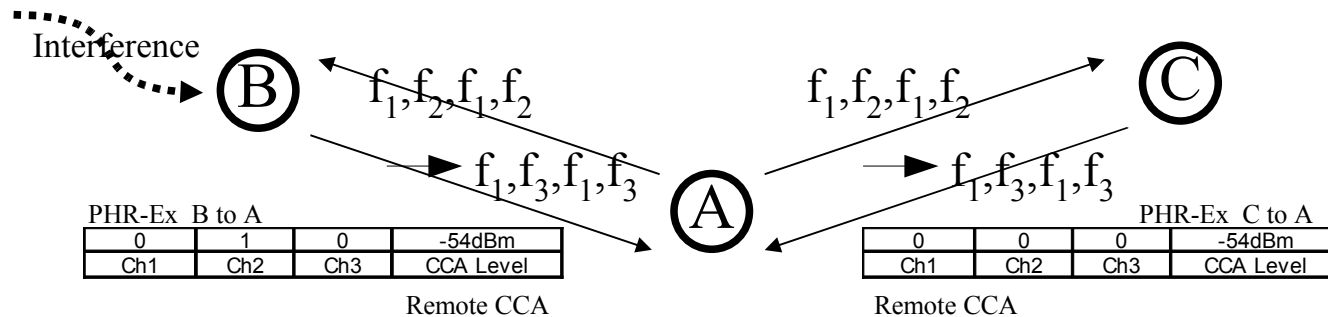 Interference
B
C
f₁,f₂,f₁,f₂
f₁,f₂,f₁,f₂
f₁,f₃,f₁,f₃
f₁,f₃,f₁,f₃
A
PHR-Ex B to A
0 1 0 -54dBm
Ch1 Ch2 Ch3 CCA Level
Remote CCA
PHR-Ex C to A
0 0 0 -54dBm
Ch1 Ch2 Ch3 CCA Level
Remote CCA